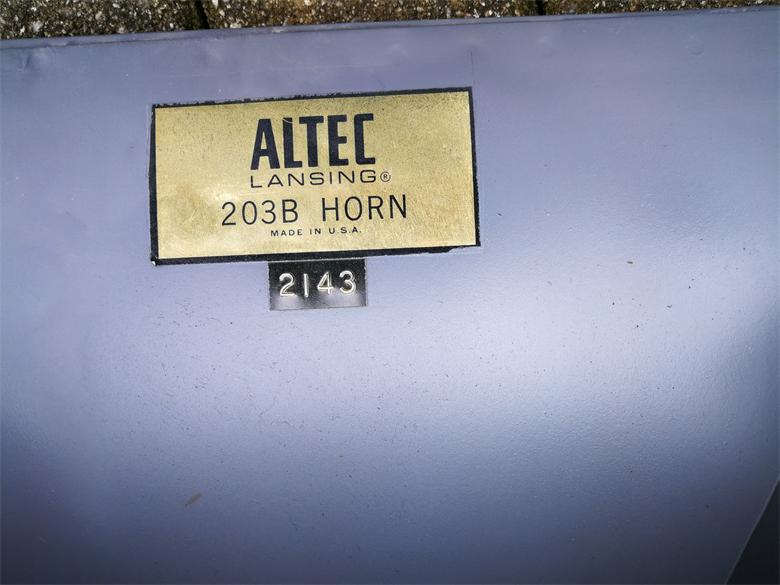 ALTEC
LANSING®
203B HORN
MADE IN U.S.A.
2143